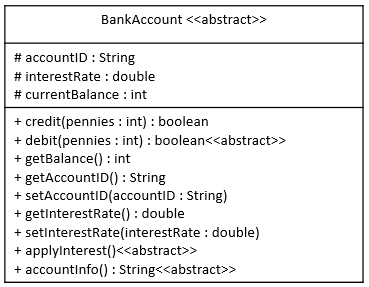 BankAccount <<abstract>>
# accountID : String
# interestRate : double
# currentBalance : int
+ credit(pennies : int) : boolean
+ debit(pennies : int) : boolean<<abstract>>
+ getBalance() : int
+ getAccountID() : String
+ setAccountID(accountID : String)
+ getInterestRate() : double
+ setInterestRate(interestRate : double)
+ applyInterest()<<abstract>>
+ accountInfo() : String<<abstract>>